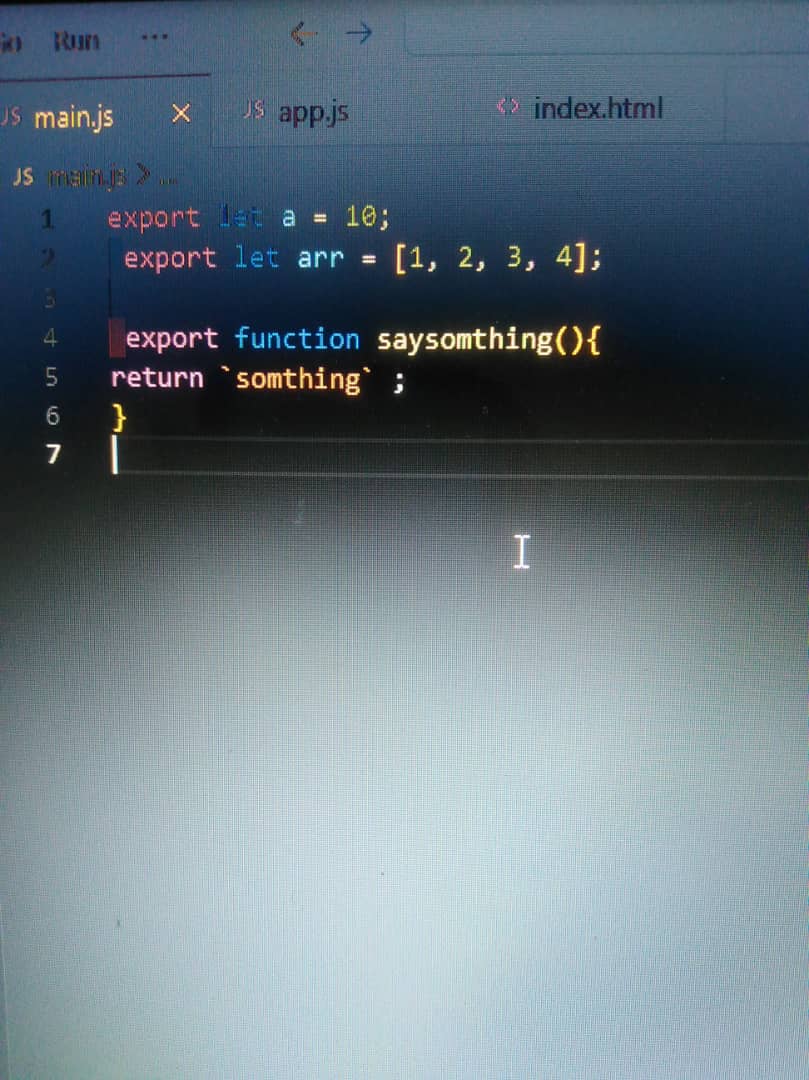 Run ...
JS main.js × JS app.js <> index.html
JS main.js > ...
1 export let a = 10;
2 export let arr = [1, 2, 3, 4];
3
4 export function saysomthing(){
5 return `somthing` ;
6 }
7